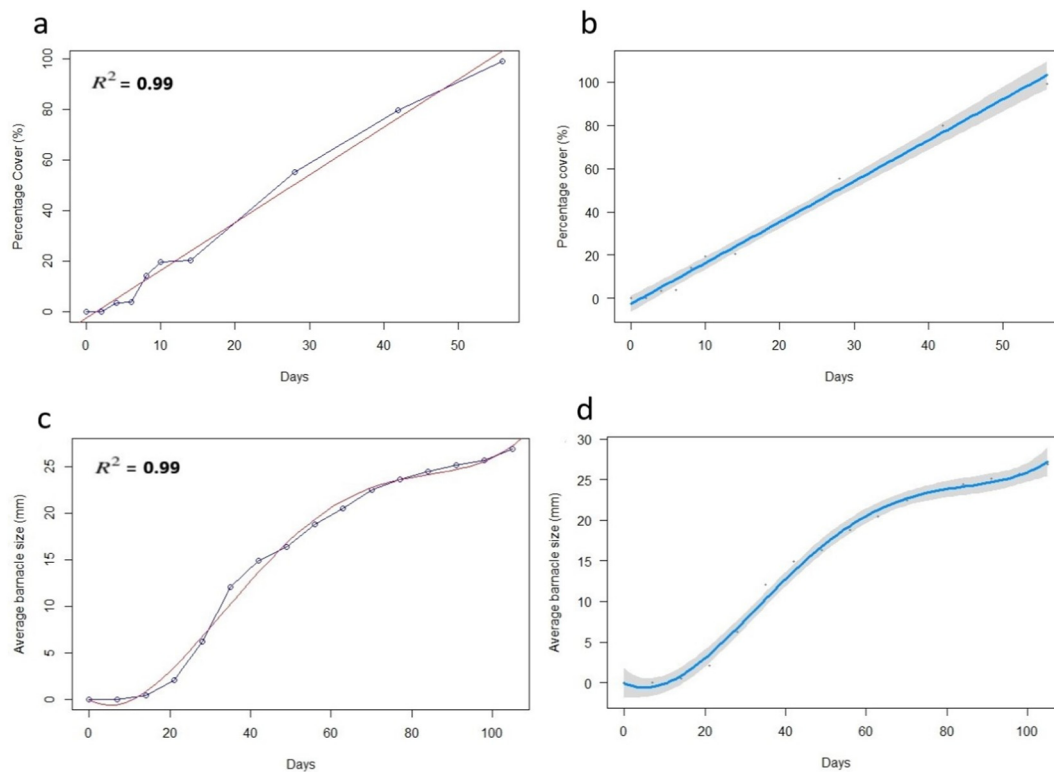 a
R² = 0.99
Percentage Cover (%)
0 20 40 60 80 100
0 10 20 30 40 50
Days
b
Percentage cover (%)
0 20 40 60 80 100
0 10 20 30 40 50
Days
c
R² = 0.99
Average barnacle size (mm)
0 5 10 15 20 25
0 20 40 60 80 100
Days
d
Average barnacle size (mm)
0 5 10 15 20 25 30
0 20 40 60 80 100
Days